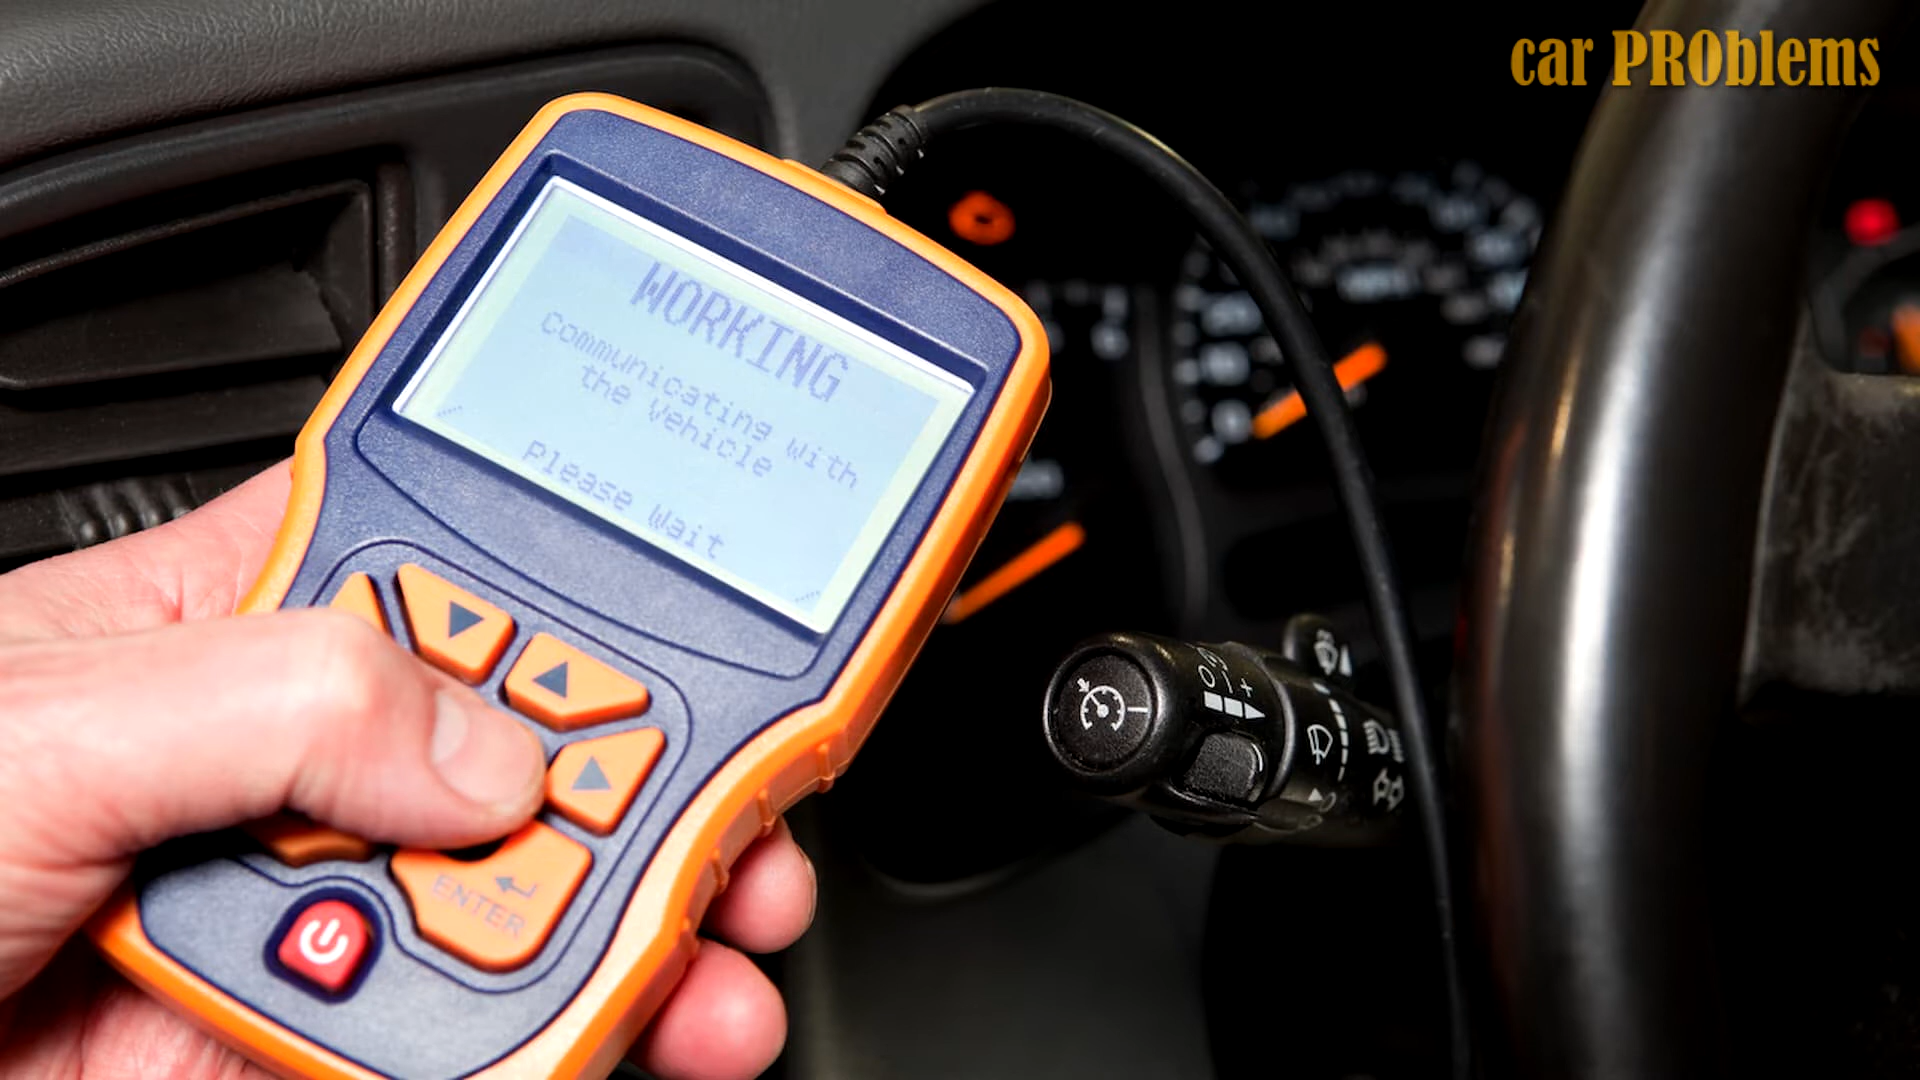 car PROblems
WORKING
Communicating with
the Vehicle
Please Wait
ENTER